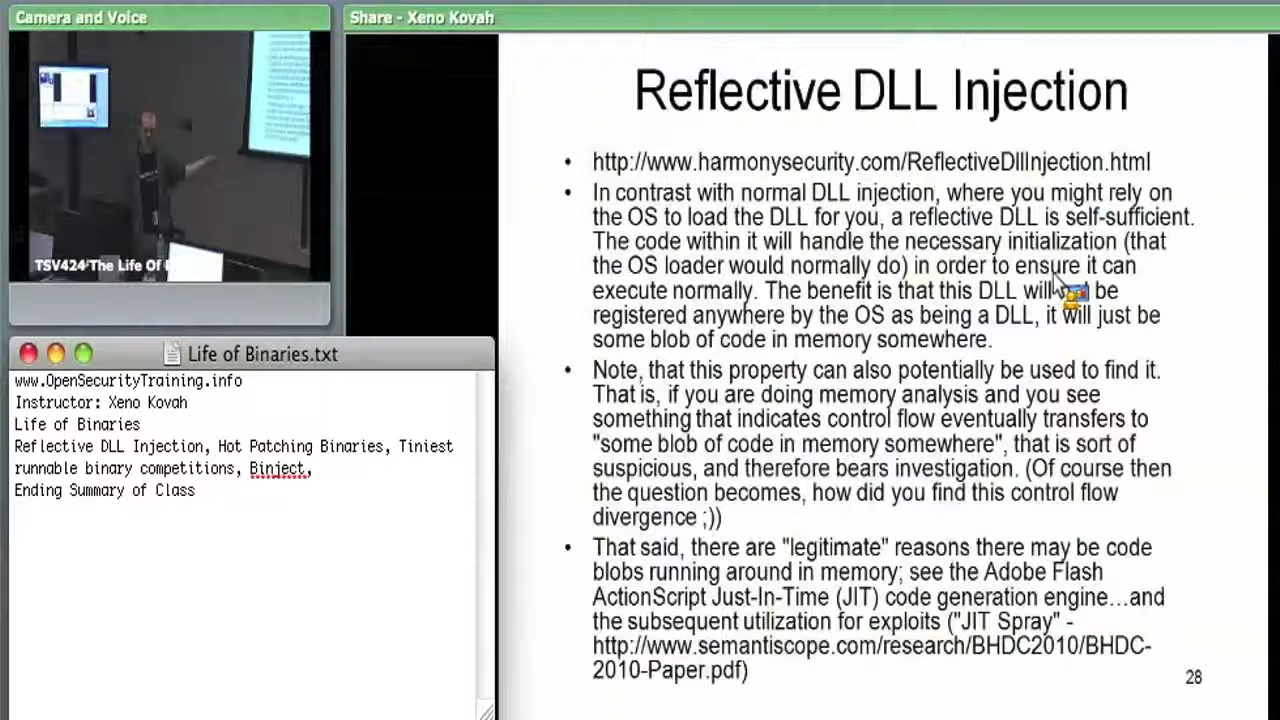 Camera and Voice
TSV424 The Life Of
Life of Binaries.txt
www.OpenSecurityTraining.info
Instructor: Xeno Kovah
Life of Binaries
Reflective DLL Injection, Hot Patching Binaries, Tiniest
runnable binary competitions, Binject,
Ending Summary of Class
Share - Xeno Kovah
Reflective DLL Injection
• http://www.harmonysecurity.com/ReflectiveDllInjection.html
• In contrast with normal DLL injection, where you might rely on
the OS to load the DLL for you, a reflective DLL is self-sufficient.
The code within it will handle the necessary initialization (that
the OS loader would normally do) in order to ensure it can
execute normally. The benefit is that this DLL will be
registered anywhere by the OS as being a DLL, it will just be
some blob of code in memory somewhere.
• Note, that this property can also potentially be used to find it.
That is, if you are doing memory analysis and you see
something that indicates control flow eventually transfers to
"some blob of code in memory somewhere", that is sort of
suspicious, and therefore bears investigation. (Of course then
the question becomes, how did you find this control flow
divergence ;))
• That said, there are "legitimate" reasons there may be code
blobs running around in memory; see the Adobe Flash
ActionScript Just-In-Time (JIT) code generation engine...and
the subsequent utilization for exploits ("JIT Spray" -
http://www.semantiscope.com/research/BHDC2010/BHDC-
2010-Paper.pdf)
28